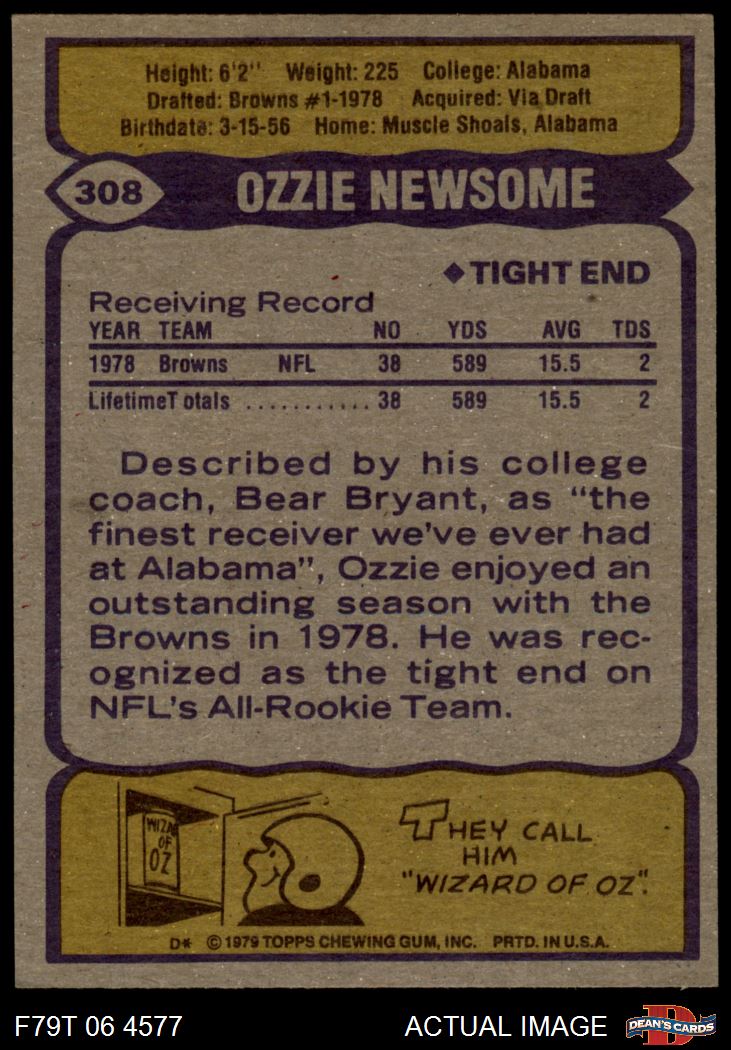 Height: 6'2" Weight: 225 College: Alabama
Drafted: Browns #1-1978 Acquired: Via Draft
Birthdate: 3-15-56 Home: Muscle Shoals, Alabama
308 OZZIE NEWSOME
◆TIGHT END
Receiving Record
YEAR TEAM NO YDS AVG TDS
1978 Browns NFL 38 589 15.5 2
LifetimeT otals ........... 38 589 15.5 2
Described by his college
coach, Bear Bryant, as "the
finest receiver we've ever had
at Alabama", Ozzie enjoyed an
outstanding season with the
Browns in 1978. He was rec-
ognized as the tight end on
NFL's All-Rookie Team.
WIZA
OF
OZ
THEY CALL
HIM
"WIZARD OF OZ".
D* © 1979 TOPPS CHEWING GUM, INC. PRTD. IN U.S.A.
F79T 06 4577 ACTUAL IMAGE
D
DEAN'S CARDS